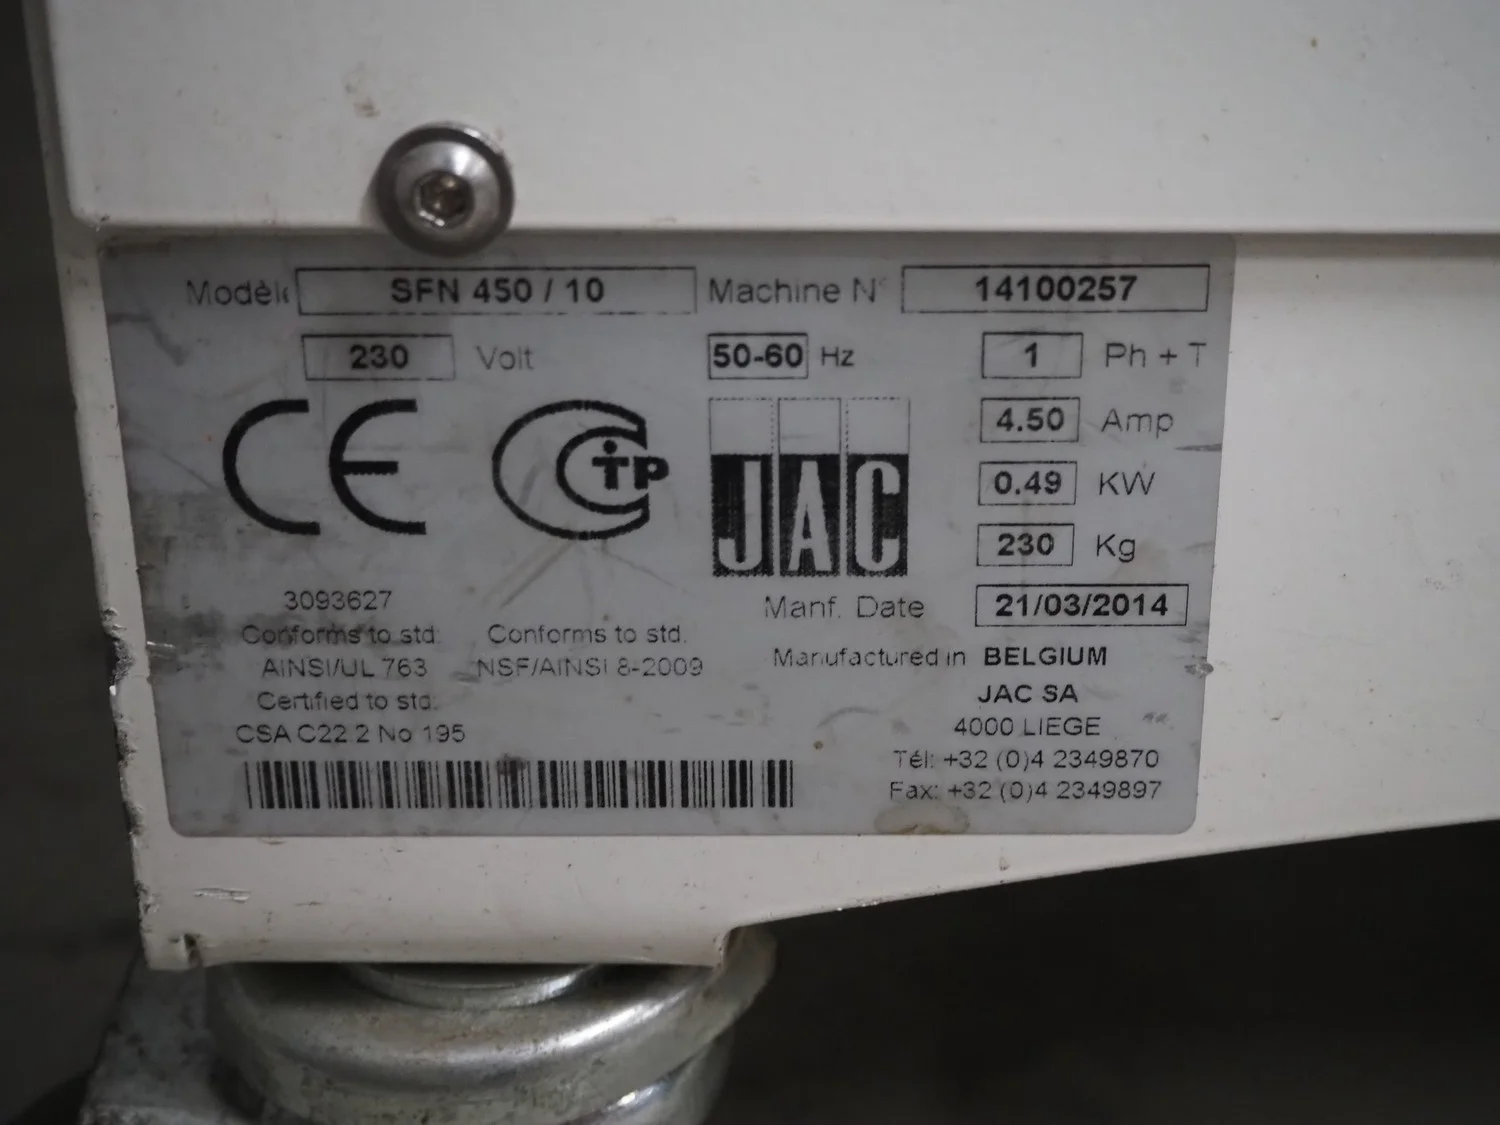 Modèle SFN 450 / 10 Machine N° 14100257
230 Volt 50-60 Hz 1 Ph + T
4.50 Amp
CE
СTP
JAC
0.49 KW
230 Kg
3093627
Manf. Date 21/03/2014
Conforms to std. Conforms to std.
AINSI/UL 763 NSF/AINSI 8-2009
Manufactured in BELGIUM
Certified to std.
JAC SA
CSA C22 2 No 195
4000 LIEGE
Tél: +32 (0)4 2349870
Fax: +32 (0)4 2349897